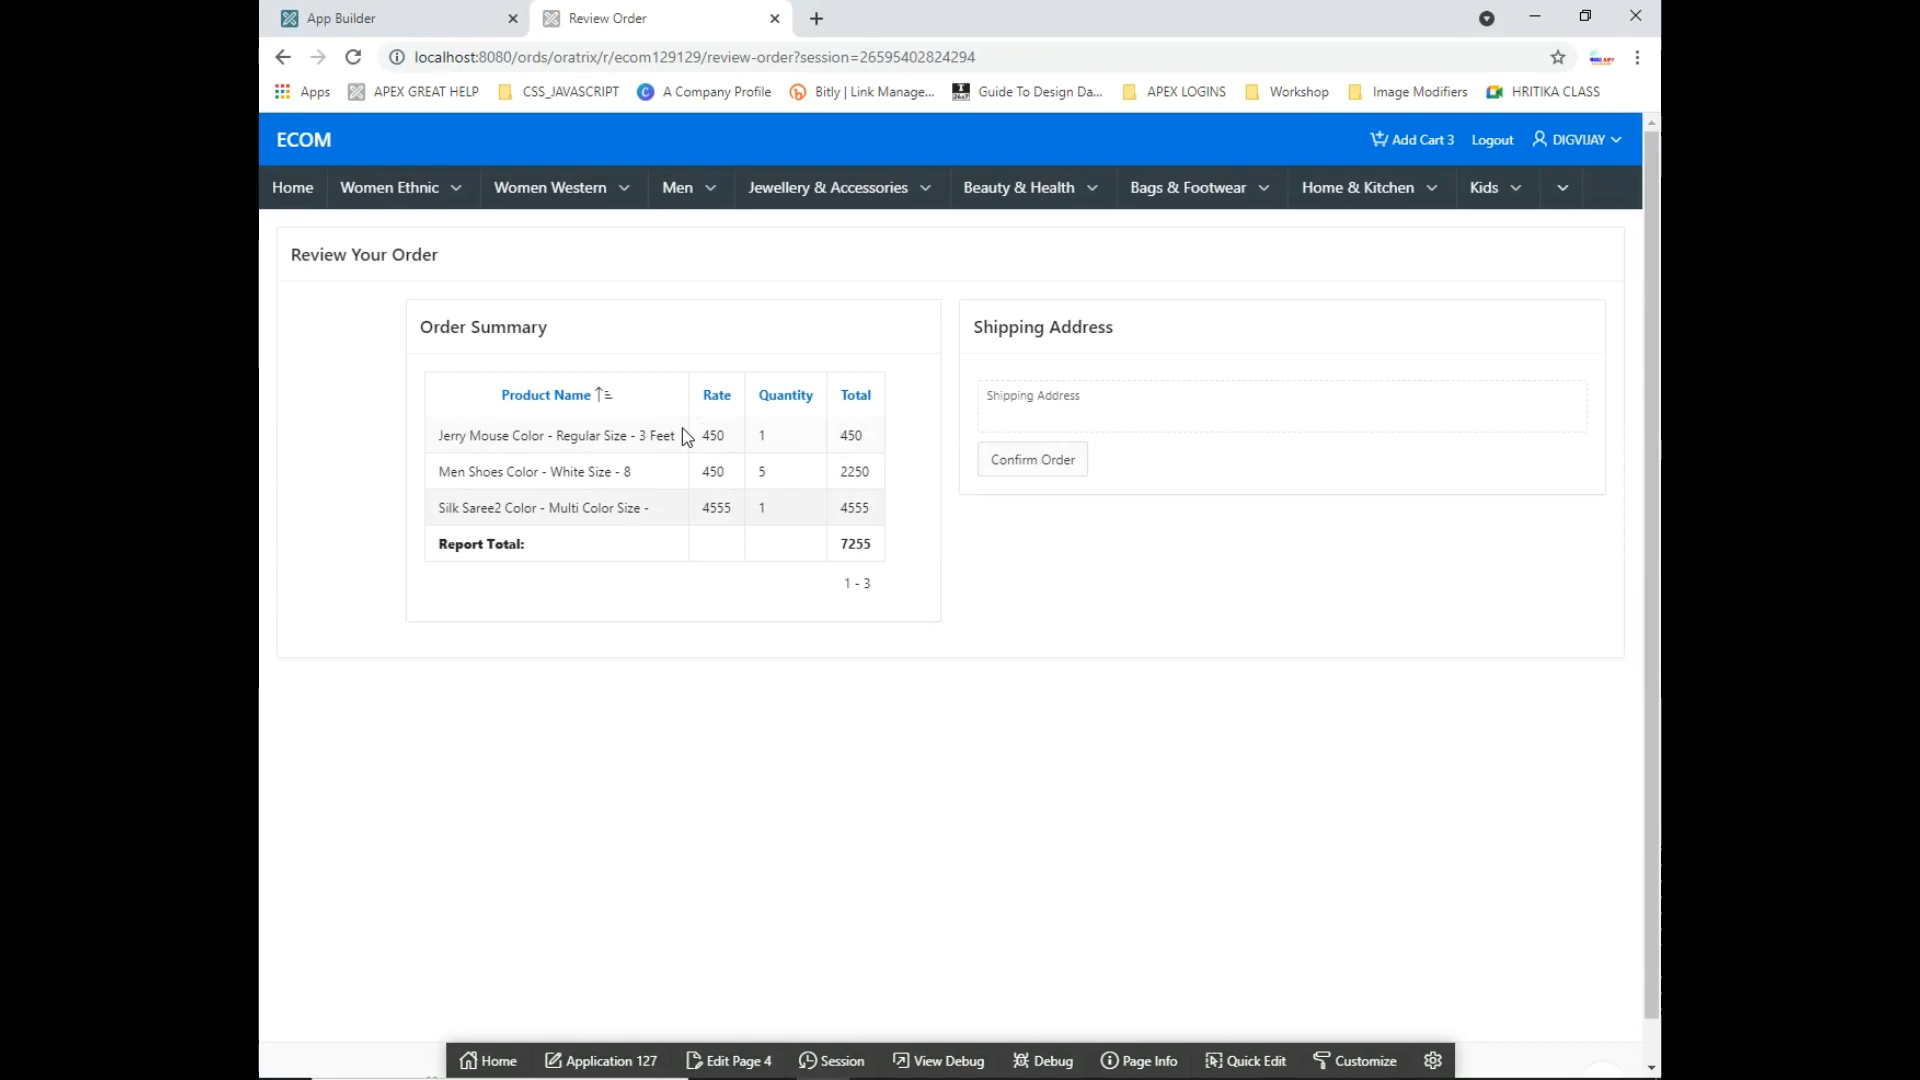 App Builder
Review Order
localhost:8080/ords/oratrix/r/ecom129129/review-order?session=26595402824294
Apps APEX GREAT HELP CSS_JAVASCRIPT A Company Profile Bitly | Link Manage... Guide To Design Da... APEX LOGINS Workshop Image Modifiers HRITIKA CLASS
ECOM Add Cart 3 Logout DIGVIJAY
Home Women Ethnic Women Western Men Jewellery & Accessories Beauty & Health Bags & Footwear Home & Kitchen Kids
Review Your Order
Order Summary
Product Name Rate Quantity Total
Jerry Mouse Color - Regular Size - 3 Feet 450 1 450
Men Shoes Color - White Size - 8 450 5 2250
Silk Saree2 Color - Multi Color Size - 4555 1 4555
Report Total: 7255
1 - 3
Shipping Address
Shipping Address
Confirm Order
Home Application 127 Edit Page 4 Session View Debug Debug Page Info Quick Edit Customize